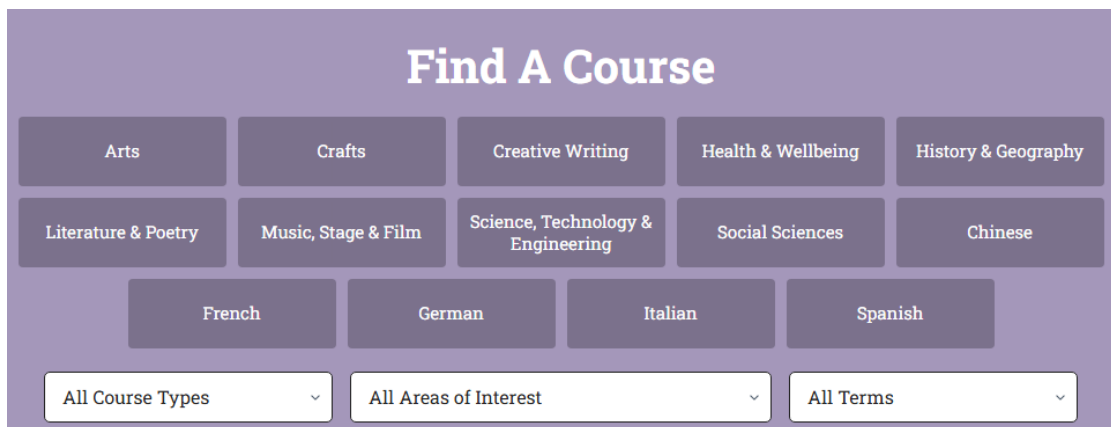 Find A Course
Arts
Crafts
Creative Writing
Health & Wellbeing
History & Geography
Literature & Poetry
Music, Stage & Film
Science, Technology &
Engineering
Social Sciences
Chinese
French
German
Italian
Spanish
All Course Types
All Areas of Interest
All Terms